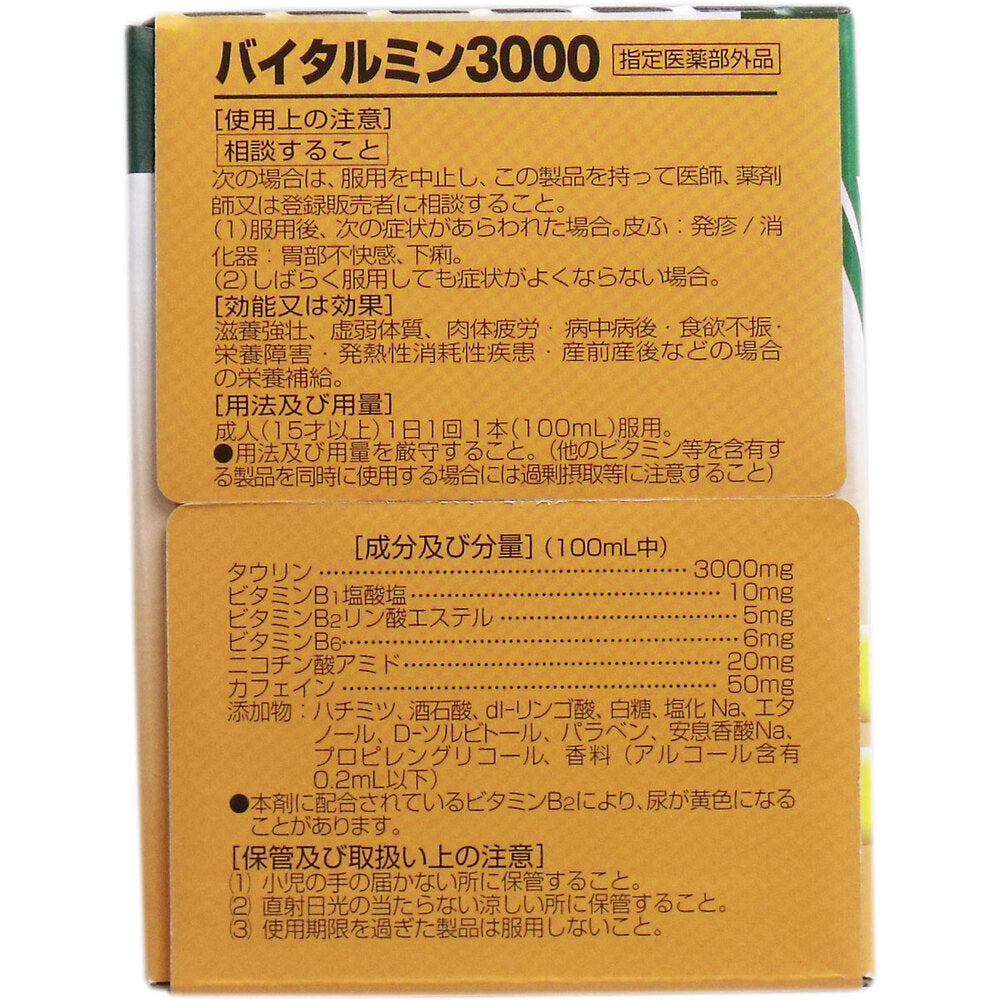 バイタルミン3000 指定医薬部外品
[使用上の注意]
相談すること
次の場合は、服用を中止し、この製品を持って医師、薬剤
師又は登録販売者に相談すること。
(1)服用後、次の症状があらわれた場合。皮ふ：発疹/消
化器：胃部不快感、下痢。
(2)しばらく服用しても症状がよくならない場合。
[効能又は効果]
滋養強壮、虚弱体質、肉体疲労・病中病後・食欲不振・
栄養障害・発熱性消耗性疾患・産前産後などの場合
の栄養補給。
[用法及び用量]
成人(15才以上)1日1回1本(100mL)服用。
●用法及び用量を厳守すること。(他のビタミン等を含有す
る製品を同時に使用する場合には過剰摂取等に注意すること)
[成分及び分量](100mL中)
タウリン……………………………………3000mg
ビタミンB1塩酸塩…………………………………10mg
ビタミンB2リン酸エステル………………………5mg
ビタミンB6……………………………………6mg
ニコチン酸アミド…………………………………20mg
カフェイン……………………………………50mg
添加物：ハチミツ、酒石酸、dl-リンゴ酸、白糖、塩化Na、エタ
ノール、D-ソルビトール、パラベン、安息香酸Na、
プロピレングリコール、香料(アルコール含有
0.2mL以下)
●本剤に配合されているビタミンB2により、尿が黄色になる
ことがあります。
[保管及び取扱い上の注意]
(1) 小児の手の届かない所に保管すること。
(2) 直射日光の当たらない涼しい所に保管すること。
(3) 使用期限を過ぎた製品は服用しないこと。